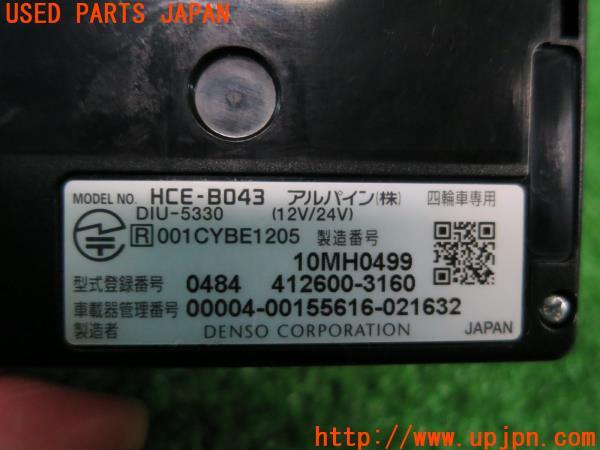 USED PARTS JAPAN
MODEL NO. HCE-B043 アルパイン(株) 四輪車専用
DIU-5330 (12V/24V)
R 001CYBE1205 製造番号
10MH0499
型式登録番号 0484 412600-3160
車載器管理番号 00004-00155616-021632
製造者 DENSO CORPORATION JAPAN
http://www.upjpn.com/